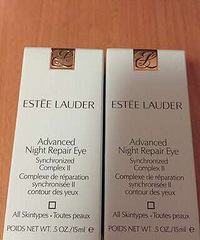 ESTĒE LAUDER
Advanced
Night Repair Eye
Synchronized
Complex II
Complexe de réparation
synchronisée II
contour des yeux
All Skintypes • Toutes peaux
POIDS NET WT. .5 OZ/15ml e
ESTĒE LAUDER
Advanced
Night Repair Eye
Synchronized
Complex II
Complexe de réparation
synchronisée II
contour des yeux
All Skintypes • Toutes peaux
POIDS NET WT. .5 OZ/15ml e